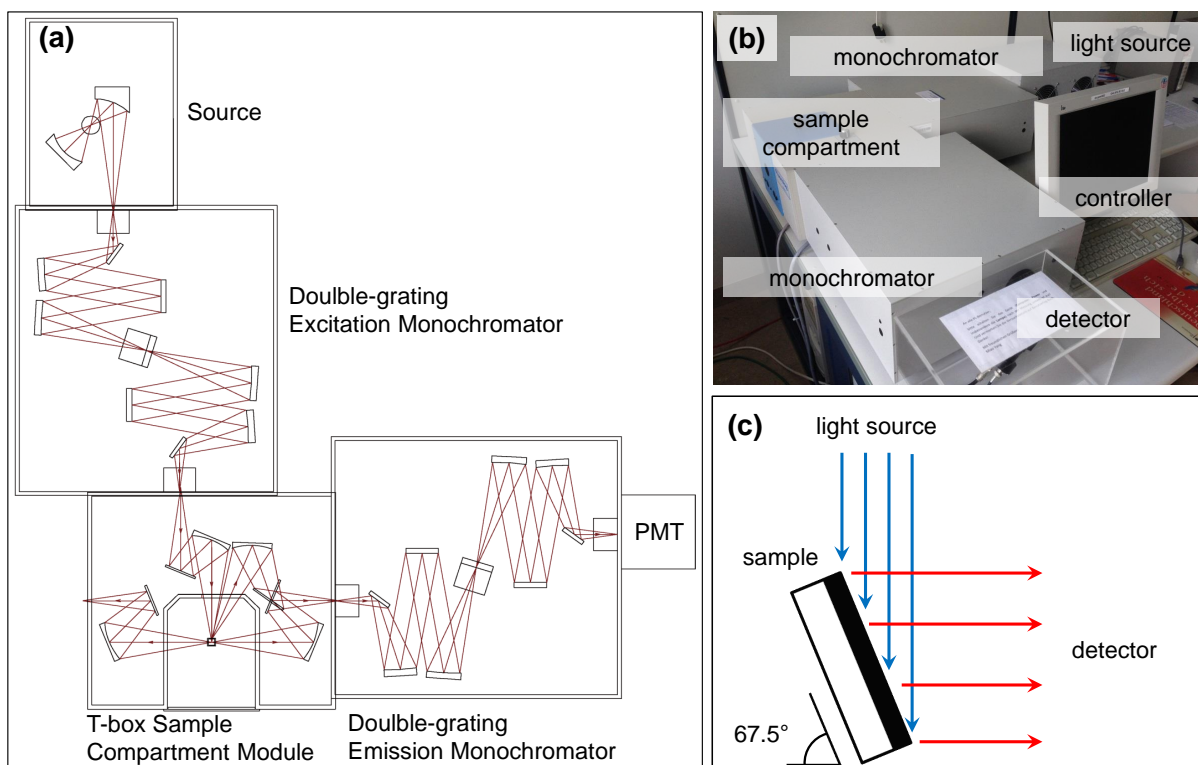 (a)
Source
Doulble-grating
Excitation Monochromator
PMT
T-box Sample
Compartment Module
Double-grating
Emission Monochromator
(b)
light source
monochromator
sample
compartment
controller
monochromator
detector
(c)
light source
sample
detector
67.5°